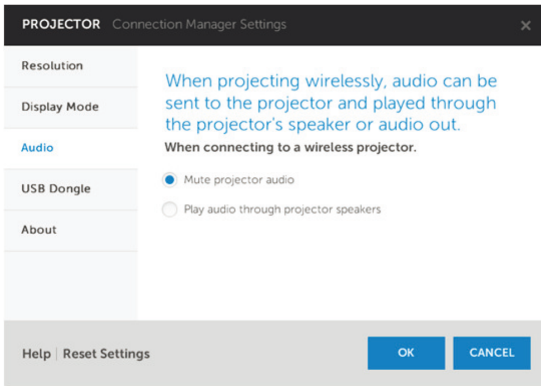 PROJECTOR Connection Manager Settings ×
Resolution
Display Mode
Audio
USB Dongle
About
When projecting wirelessly, audio can be
sent to the projector and played through
the projector's speaker or audio out.
When connecting to a wireless projector.
Mute projector audio
Play audio through projector speakers
Help | Reset Settings
OK
CANCEL